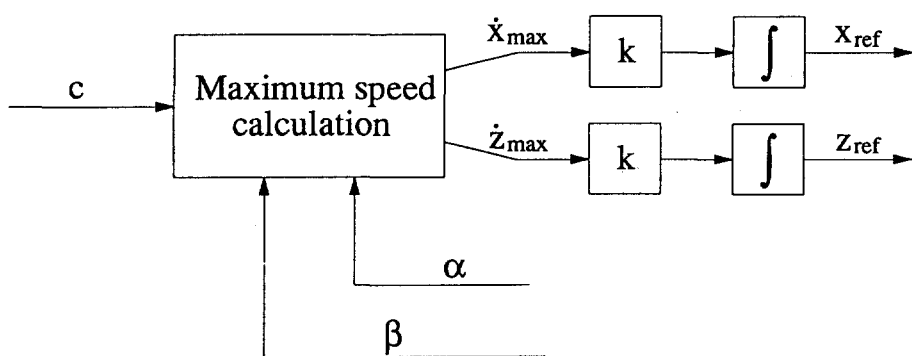 ẋmax
k
∫
xref
c
Maximum speed
calculation
żmax
k
∫
zref
α
β